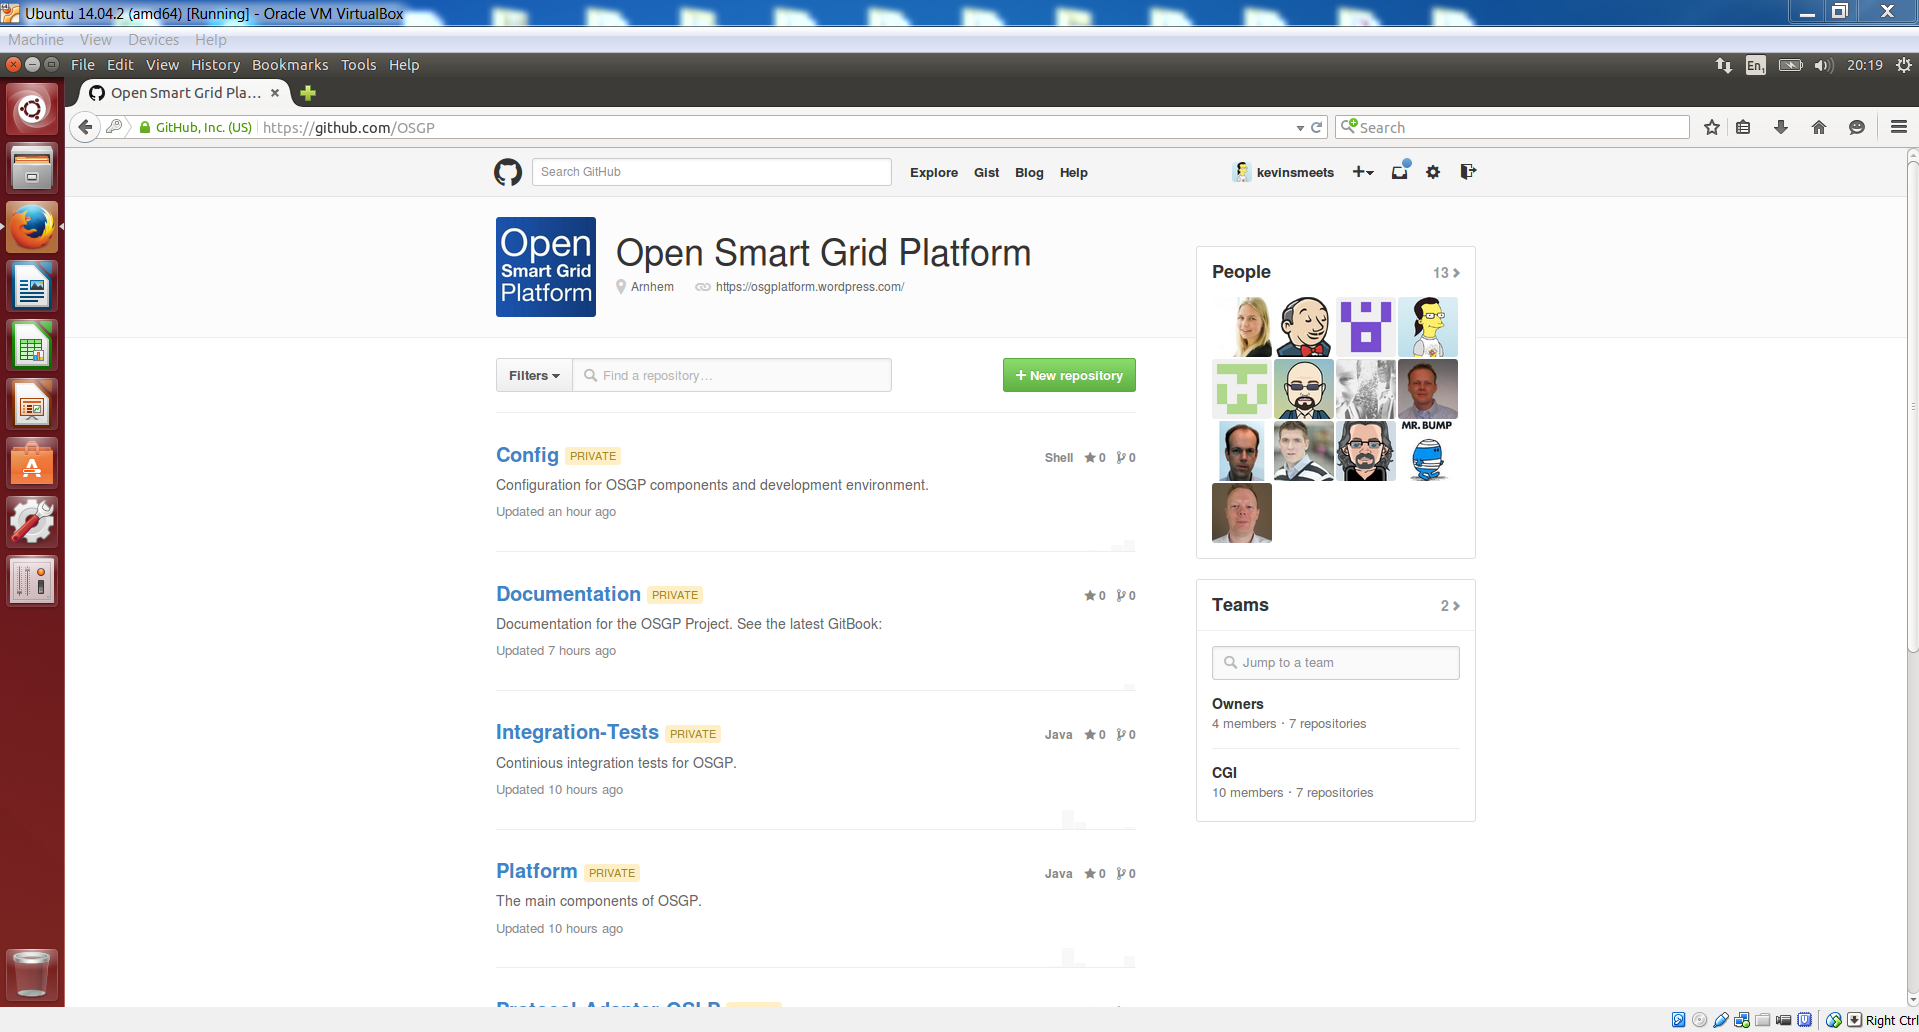 Ubuntu 14.04.2 (amd64) [Running] - Oracle VM VirtualBox
Machine View Devices Help
File Edit View History Bookmarks Tools Help
En1 20:19
Open Smart Grid Pla...
GitHub, Inc. (US) https://github.com/OSGP
Search
Search GitHub
Explore Gist Blog Help
kevinsmeets
Open
Smart Grid
Platform
Open Smart Grid Platform
Arnhem https://osgplatform.wordpress.com/
Filters Find a repository...
New repository
Config PRIVATE
Shell 0 0
Configuration for OSGP components and development environment.
Updated an hour ago
Documentation PRIVATE
0 0
Documentation for the OSGP Project. See the latest GitBook:
Updated 7 hours ago
Integration-Tests PRIVATE
Java 0 0
Continious integration tests for OSGP.
Updated 10 hours ago
Platform PRIVATE
Java 0 0
The main components of OSGP.
Updated 10 hours ago
People 13
MR. BUMP
Teams 2
Jump to a team
Owners
4 members · 7 repositories
CGI
10 members · 7 repositories
Right Ctrl